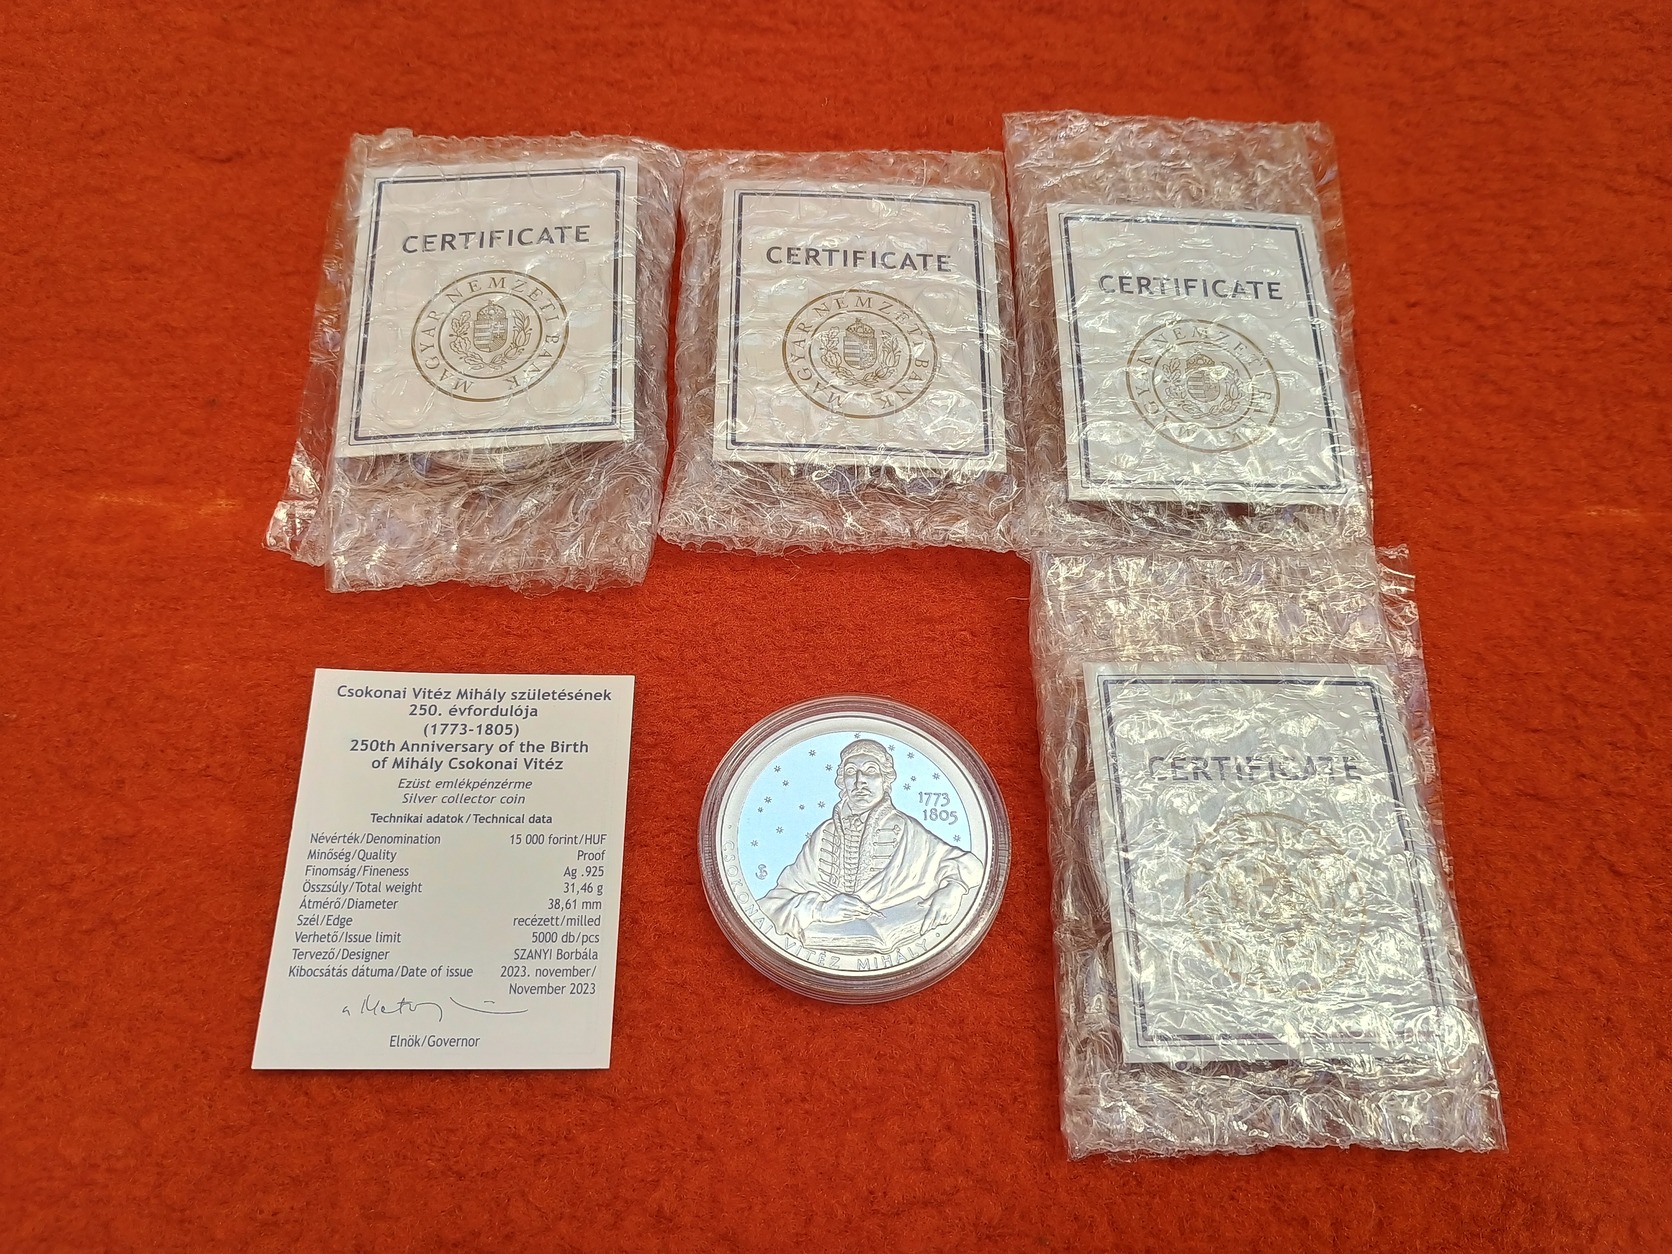 CERTIFICATE
MAGYAR NEMZETI BANK
CERTIFICATE
MAGYAR NEMZETI BANK
CERTIFICATE
MAGYAR NEMZETI BANK
Csokonai Vitéz Mihály születésének
250. évfordulója
(1773-1805)
250th Anniversary of the Birth
of Mihály Csokonai Vitéz
Ezüst emlékpénzérme
Silver collector coin
Technikai adatok/Technical data
Névérték/Denomination 15 000 forint/HUF
Minőség/Quality Proof
Finomság/Fineness Ag .925
Összsúly/Total weight 31,46 g
Átmérő/Diameter 38,61 mm
Szél/Edge recézett/milled
Verhető/Issue limit 5000 db/pcs
Tervező/Designer SZANYI Borbála
Kibocsátás dátuma/Date of issue 2023. november/
November 2023
Elnök/Governor
1773
1805
CSOKONAI VITÉZ MIHÁLY
CERTIFICATE